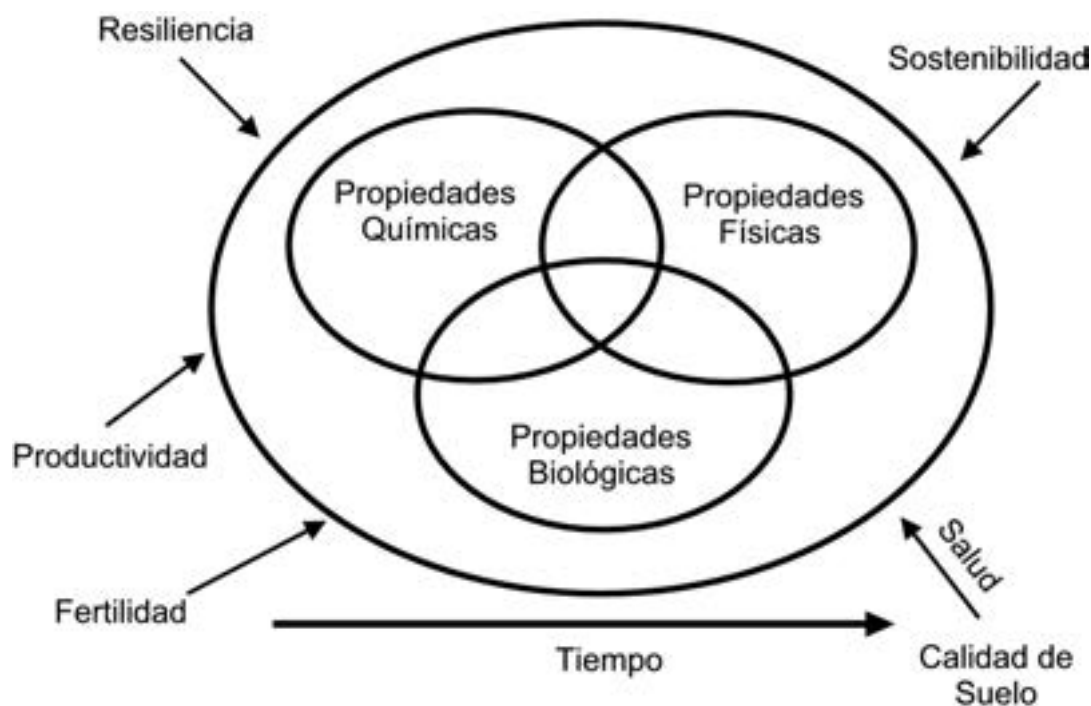 Resiliencia
Sostenibilidad
Propiedades
Químicas
Propiedades
Físicas
Productividad
Propiedades
Biológicas
Fertilidad
Salud
Tiempo
Calidad de
Suelo